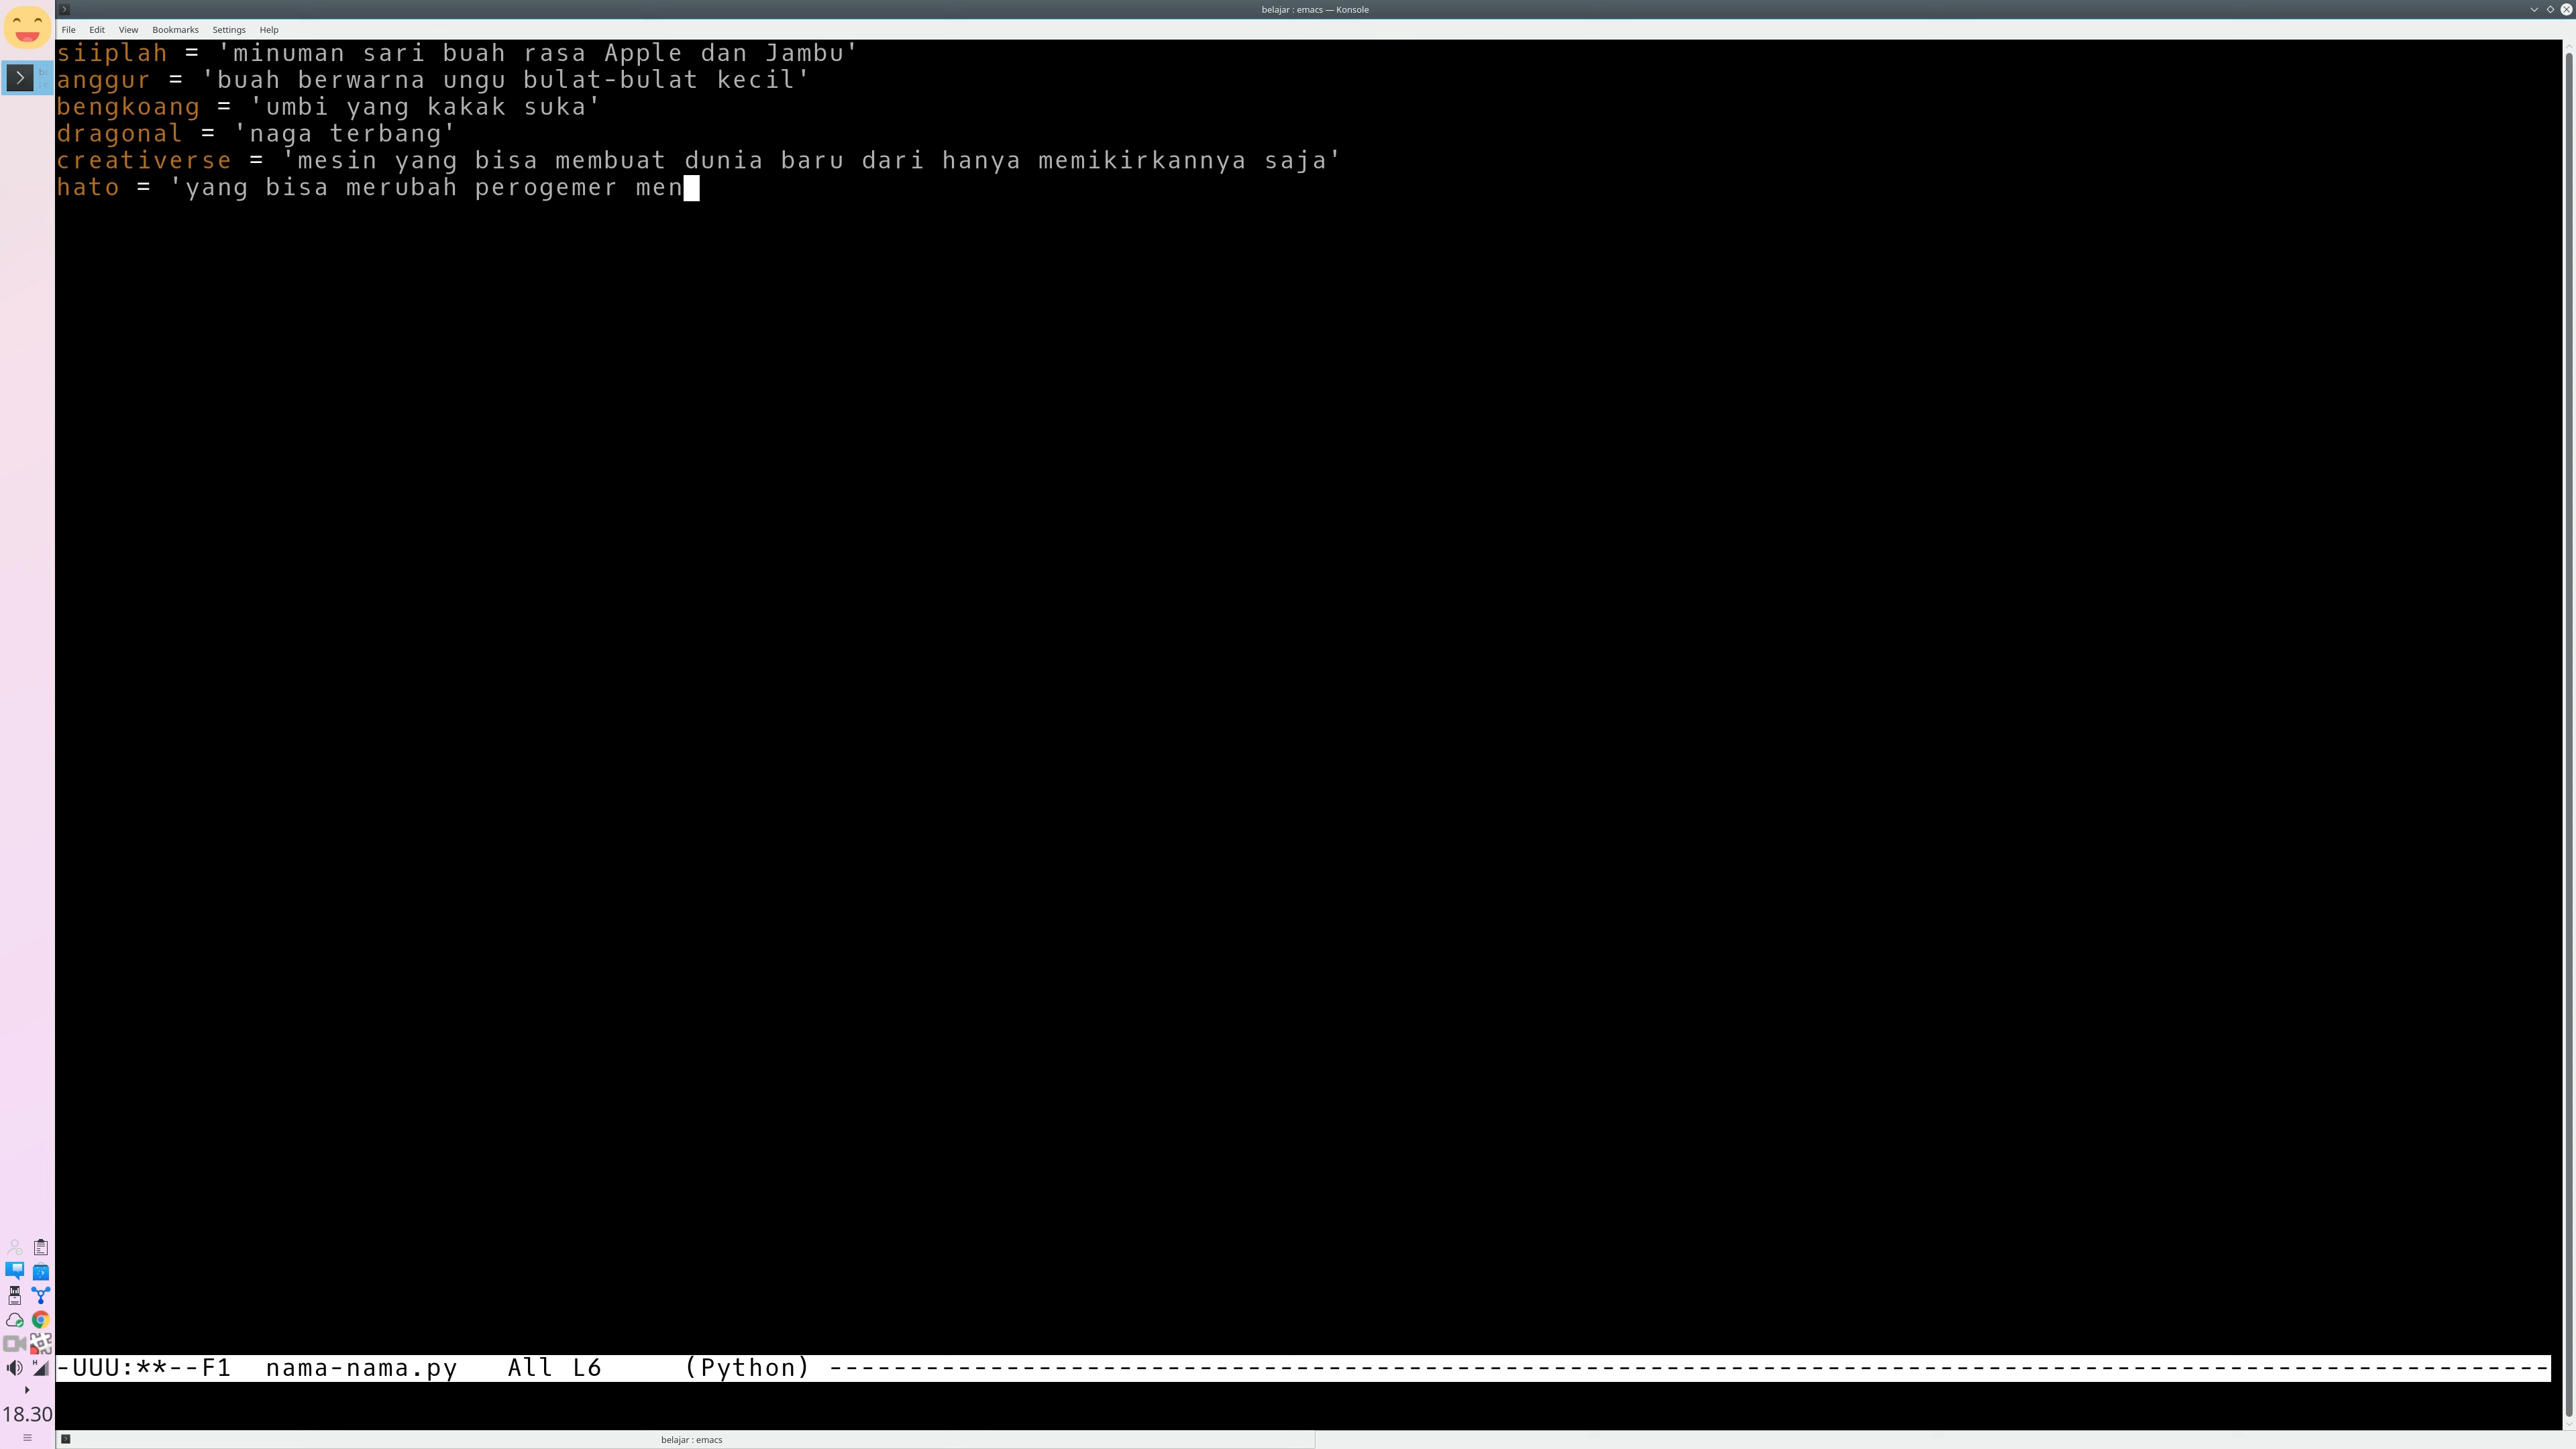 belajar : emacs — Konsole
File Edit View Bookmarks Settings Help
siiplah = 'minuman sari buah rasa Apple dan Jambu'
anggur = 'buah berwarna ungu bulat-bulat kecil'
bengkoang = 'umbi yang kakak suka'
dragonal = 'naga terbang'
creativerse = 'mesin yang bisa membuat dunia baru dari hanya memikirkannya saja'
hato = 'yang bisa merubah perogemer men
-UUU:**--F1 nama-nama.py All L6 (Python) ----------------------------------------------------------------------------------------------------------
H
18.30
belajar : emacs